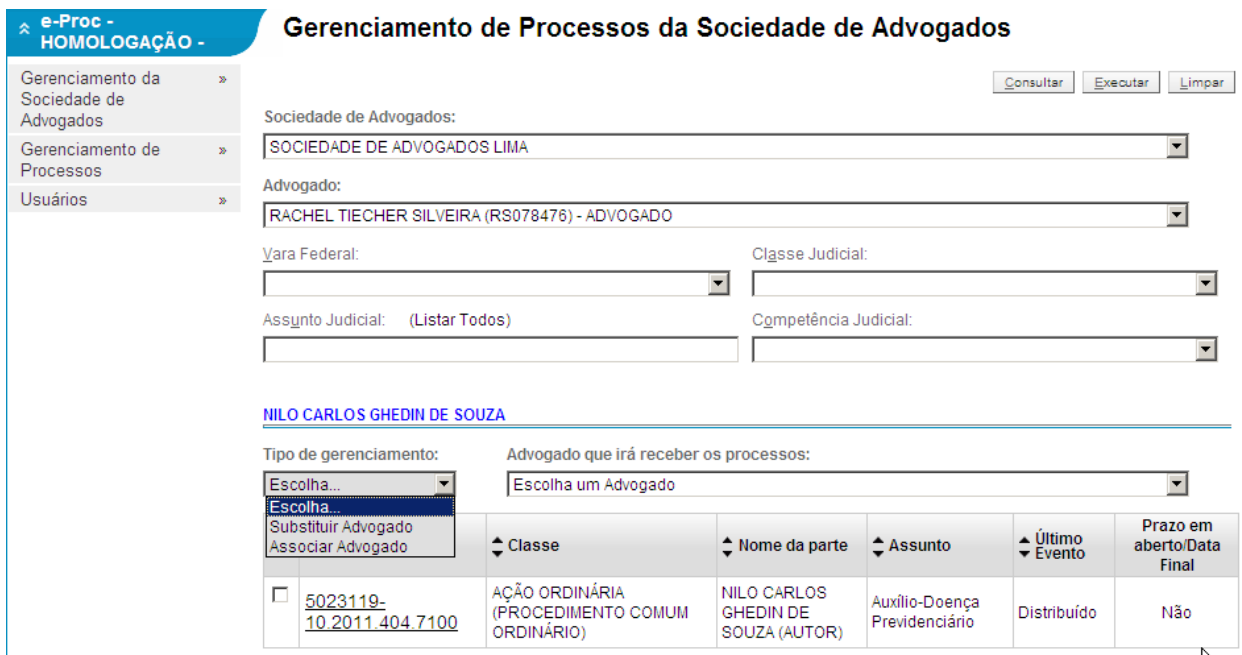 e-Proc -
HOMOLOGAÇÃO -
Gerenciamento da
Sociedade de
Advogados
Gerenciamento de
Processos
Usuários
Gerenciamento de Processos da Sociedade de Advogados
Consultar Executar Limpar
Sociedade de Advogados:
SOCIEDADE DE ADVOGADOS LIMA
Advogado:
RACHEL TIECHER SILVEIRA (RS078476) - ADVOGADO
Vara Federal: Classe Judicial:
Assunto Judicial: (Listar Todos) Competência Judicial:
NILO CARLOS GHEDIN DE SOUZA
Tipo de gerenciamento: Advogado que irá receber os processos:
Escolha... Escolha um Advogado
Escolha...
Substituir Advogado
Associar Advogado
Classe Nome da parte Assunto Último
Evento Prazo em
aberto/Data
Final
5023119-
10.2011.404.7100
AÇÃO ORDINÁRIA
(PROCEDIMENTO COMUM
ORDINÁRIO)
NILO CARLOS
GHEDIN DE
SOUZA (AUTOR)
Auxílio-Doença
Previdenciário
Distribuído
Não